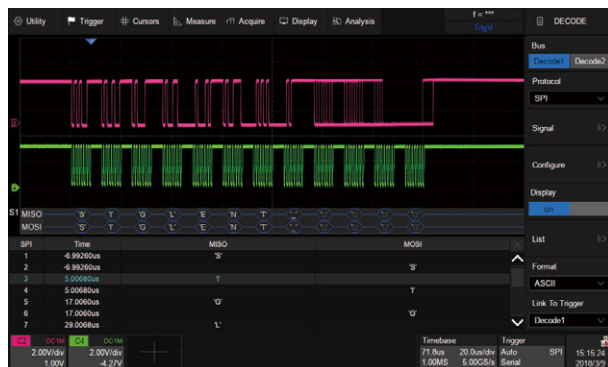 Utility Trigger Cursors Measure Acquire Display Analysis f = *** DECODE
Trig'd
Bus
Decode1 Decode2
Protocol
SPI
Signal
Configure
Display
on
List
Format
ASCII
Link To Trigger
Decode1
S1 MISO 'S' 'I' 'G' 'L' 'E' 'N' 'T'
MOSI 'S' 'I' 'G' 'L' 'E' 'N' 'T'
SPI Time MISO MOSI
1 -6.99260us 'S'
2 -6.99260us 'S'
3 5.00680us 'I'
4 5.00680us 'I'
5 17.0060us 'G'
6 17.0060us 'G'
7 29.0068us 'L'
C2 DC1M C4 DC1M Timebase Trigger
2.00V/div 2.00V/div 71.8us 20.0us/div Auto SPI 15:15:24
1.00V -4.27V 1.00MS 5.00GS/s Serial 2018/3/9